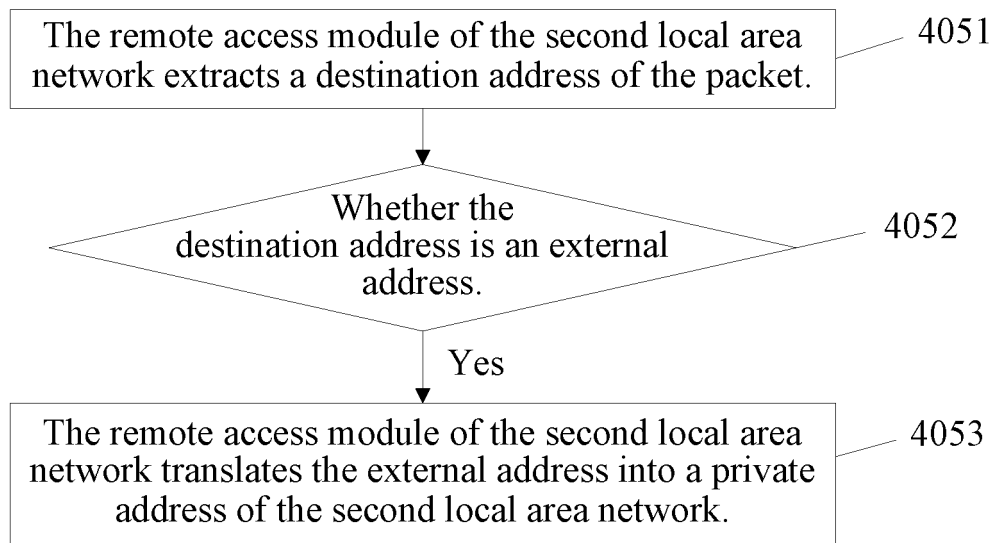 The remote access module of the second local area
network extracts a destination address of the packet.
4051
Whether the
destination address is an external
address.
4052
Yes
The remote access module of the second local area
network translates the external address into a private
address of the second local area network.
4053